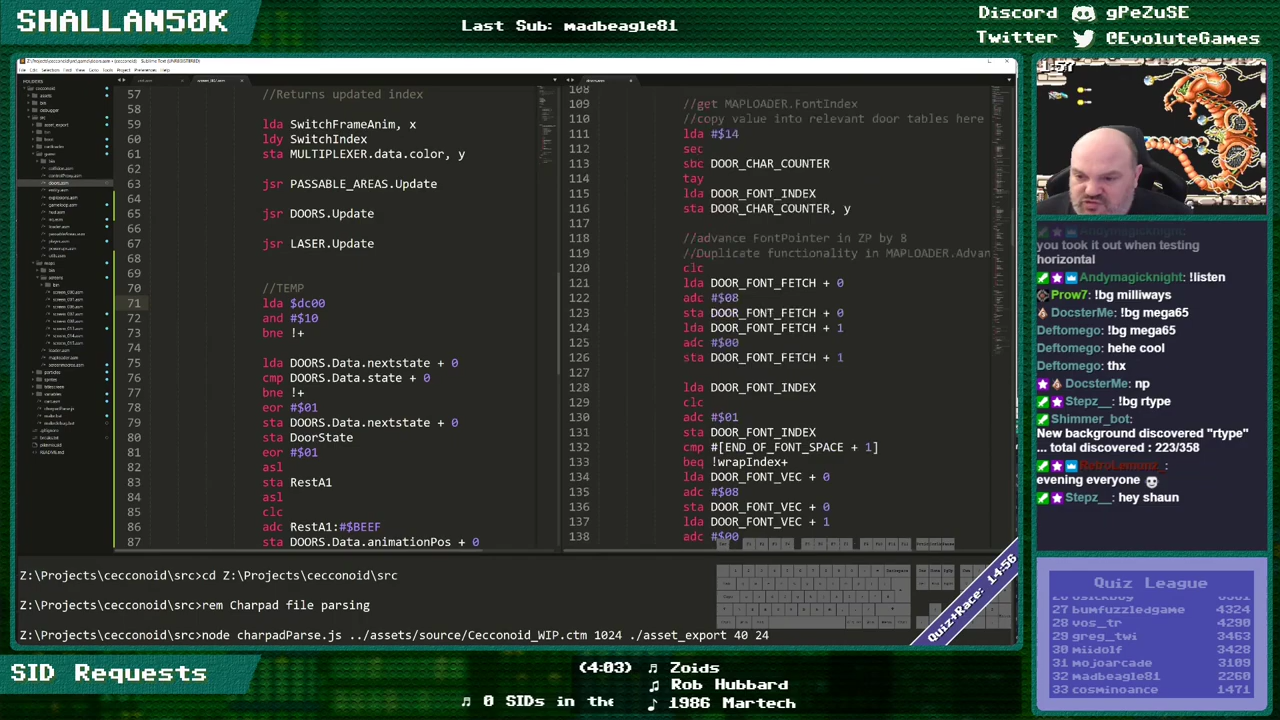 SHALLAN50K
Last Sub: madbeagle81
Discord gPeZuSE
Twitter @EvoluteGames
57 //Returns updated index
58
59 lda SwitchFrameAnim, x
60 ldy SwitchIndex
61 sta MULTIPLEXER.data.color, y
62
63 jsr PASSABLE_AREAS.Update
64
65 jsr DOORS.Update
66
67 jsr LASER.Update
68
69
70 //TEMP
71 lda $dc00
72 and #$10
73 bne !+
74
75 lda DOORS.Data.nextstate + 0
76 cmp DOORS.Data.state + 0
77 bne !+
78 eor #$01
79 sta DOORS.Data.nextstate + 0
80 sta DoorState
81 eor #$01
82 asl
83 sta RestA1
84 asl
85 clc
86 adc RestA1:#$BEEF
87 sta DOORS.Data.animationPos + 0
108
109 //get MAPLOADER.FontIndex
110 //copy value into relevant door tables here
111 lda #$14
112 sec
113 sbc DOOR_CHAR_COUNTER
114 tay
115 lda DOOR_FONT_INDEX
116 sta DOOR_CHAR_COUNTER, y
117
118 //advance FontPointer in ZP by 8
119 //Duplicate functionality in MAPLOADER.Advan
120 clc
121 lda DOOR_FONT_FETCH + 0
122 adc #$08
123 sta DOOR_FONT_FETCH + 0
124 lda DOOR_FONT_FETCH + 1
125 adc #$00
126 sta DOOR_FONT_FETCH + 1
127
128 lda DOOR_FONT_INDEX
129 clc
130 adc #$01
131 sta DOOR_FONT_INDEX
132 cmp #[END_OF_FONT_SPACE + 1]
133 beq !wrapIndex+
134 lda DOOR_FONT_VEC + 0
135 adc #$08
136 sta DOOR_FONT_VEC + 0
137 lda DOOR_FONT_VEC + 1
138 adc #$00
Z:\Projects\cecconoid\src>cd Z:\Projects\cecconoid\src
Z:\Projects\cecconoid\src>rem Charpad file parsing
Z:\Projects\cecconoid\src>node charpadParser.js ../assets/source/Cecconoid_WIP.ctm 1024 ./asset_export 40 24
Quiz+Race: 14:56
Andymagicknight:
you took it out when testing
horizontal
Andymagicknight: !listen
Prow7: !bg milliways
DocsterMe: !bg mega65
Deftomego: !bg mega65
Deftomego: hehe cool
Deftomego: thx
DocsterMe: np
Stepz__: !bg rtype
Shimmer_bot:
New background discovered "rtype"
... total discovered : 223/358
RetroLemunz_:
evening everyone
Stepz__: hey shaun
Quiz League
27 bumfuzzledgame 4324
28 vos_tr 4290
29 greg_twi 3463
30 miidolf 3428
31 mojoarcade 3109
32 madbeagle81 2260
33 cosminoance 1471
SID Requests
♬ 0 SIDs in the
(4:03) ♬ Zoids
♫ Rob Hubbard
♪ 1986 Martech